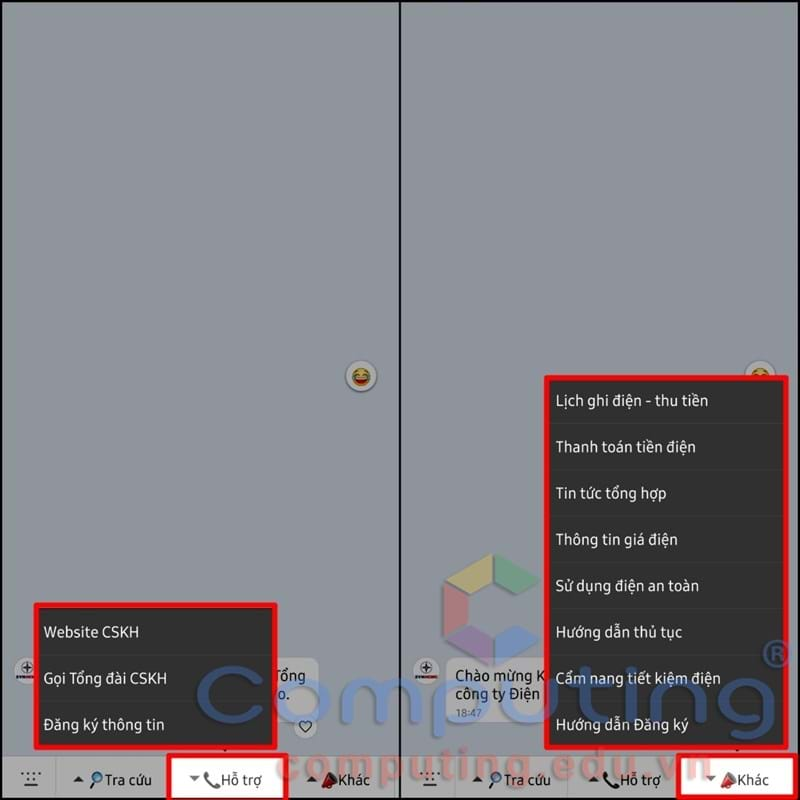 Website CSKH
Gọi Tổng đài CSKH
Đăng ký thông tin
Tổng
o.
Tra cứu
Hỗ trợ
Khác
Lịch ghi điện - thu tiền
Thanh toán tiền điện
Tin tức tổng hợp
Thông tin giá điện
Sử dụng điện an toàn
Hướng dẫn thủ tục
Cẩm nang tiết kiệm điện
Hướng dẫn Đăng ký
Chào mừng K
công ty Điện
18:47
Tra cứu
Hỗ trợ
Khác
Computing®
computing.edu.vn